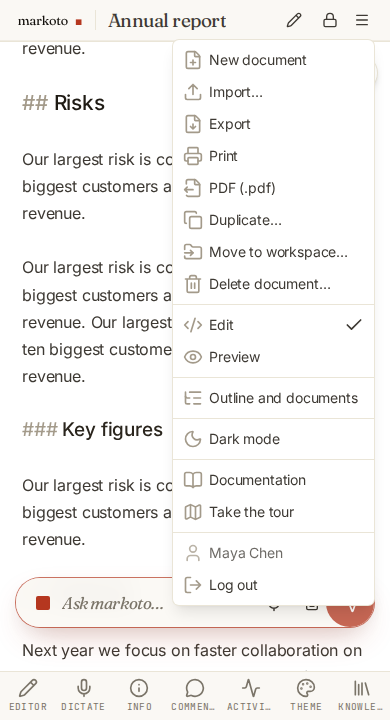 markoto
Annual report
revenue.
## Risks
Our largest risk is
biggest customers
revenue.
Our largest risk is
biggest customers
revenue. Our largest
ten biggest
revenue.
### Key figures
Our largest risk is
biggest customers
revenue.
New document
Import...
Export
Print
PDF (.pdf)
Duplicate...
Move to workspace...
Delete document...
Edit
Preview
Outline and documents
Dark mode
Documentation
Take the tour
Maya Chen
Log out
Ask markoto...
Next year we focus on faster collaboration on
EDITOR
DICTATE
INFO
COMMEN…
ACTIVI…
THEME
KNOWLE…